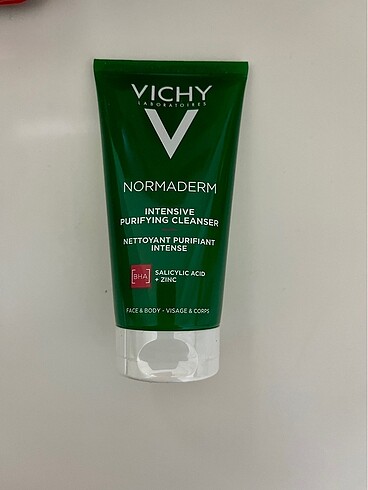 VICHY
LABORATOIRES
V
NORMADERM
INTENSIVE
PURIFYING CLEANSER
NETTOYANT PURIFIANT
INTENSE
[BHA]
SALICYLIC ACID
+ ZINC
FACE & BODY - VISAGE & CORPS